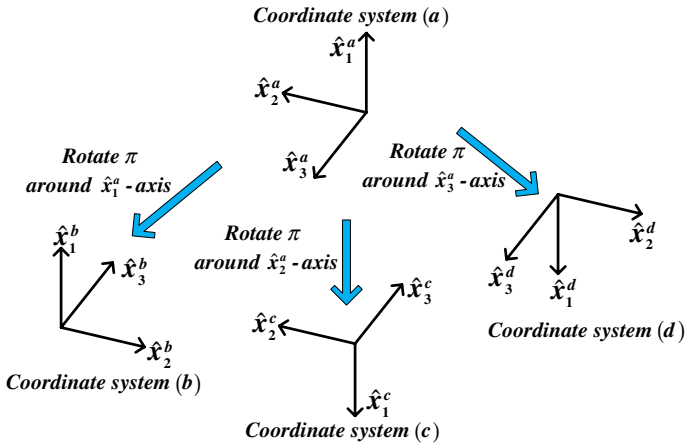 Coordinate system (a)
x̂₁ᵃ
x̂₂ᵃ
x̂₃ᵃ
Rotate π
around x̂₁ᵃ - axis
Rotate π
around x̂₃ᵃ - axis
Rotate π
around x̂₂ᵃ - axis
x̂₁ᵇ
x̂₃ᵇ
x̂₂ᵇ
Coordinate system (b)
x̂₃ᶜ
x̂₂ᶜ
x̂₁ᶜ
Coordinate system (c)
x̂₂ᵈ
x̂₃ᵈ
x̂₁ᵈ
Coordinate system (d)